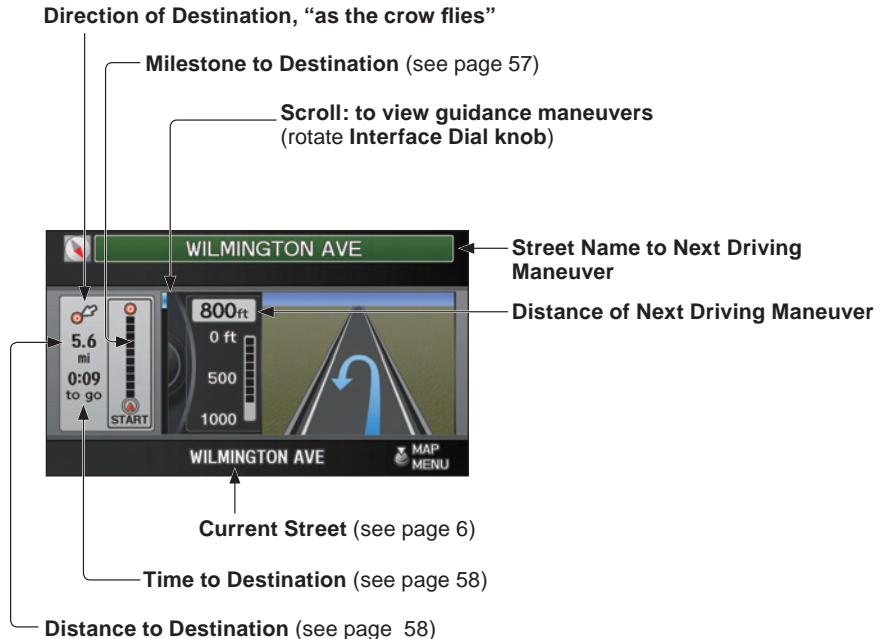 Direction of Destination, “as the crow flies”
Milestone to Destination (see page 57)
Scroll: to view guidance maneuvers
(rotate Interface Dial knob)
WILMINGTON AVE
Street Name to Next Driving
Maneuver
800ft
Distance of Next Driving Maneuver
5.6
mi
0:09
to go
START
0 ft
500
1000
WILMINGTON AVE
MAP
MENU
Current Street (see page 6)
Time to Destination (see page 58)
Distance to Destination (see page 58)